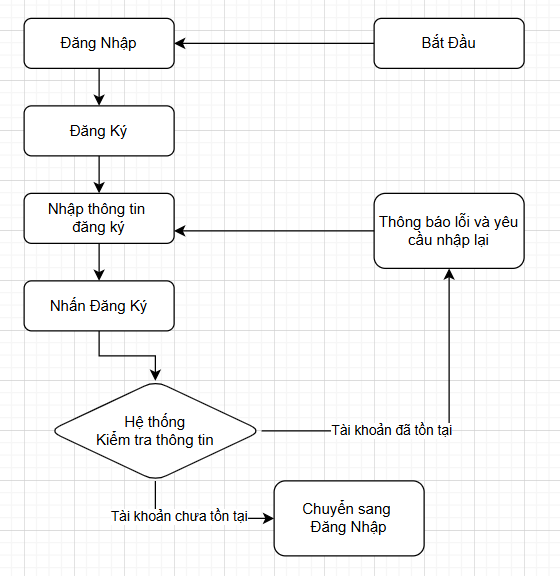 Đăng Nhập
Bắt Đầu
Đăng Ký
Nhập thông tin
đăng ký
Thông báo lỗi và yêu
cầu nhập lại
Nhấn Đăng Ký
Hệ thống
Kiểm tra thông tin
Tài khoản đã tồn tại
Tài khoản chưa tồn tại
Chuyển sang
Đăng Nhập